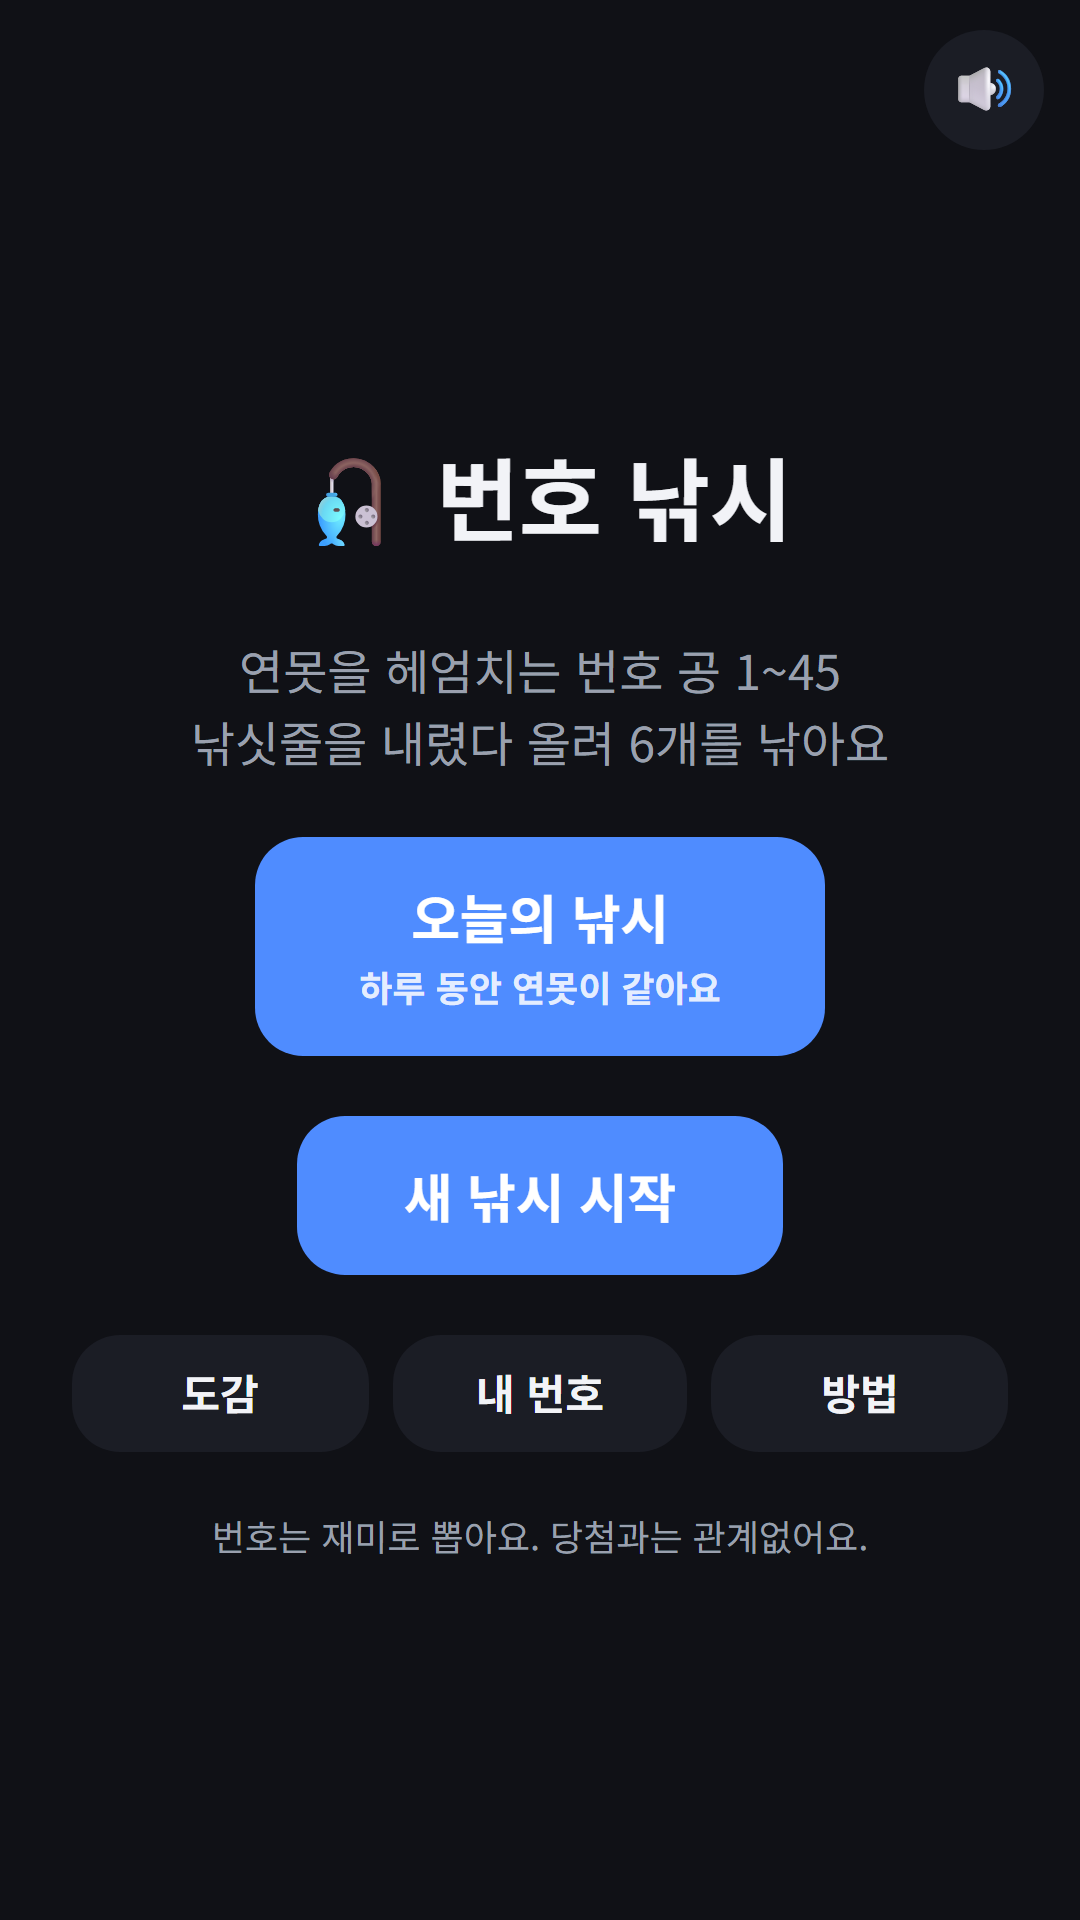 번호 낚시
연못을 헤엄치는 번호 공 1~45
낚싯줄을 내렸다 올려 6개를 낚아요
오늘의 낚시
하루 동안 연못이 같아요
새 낚시 시작
도감
내 번호
방법
번호는 재미로 뽑아요. 당첨과는 관계없어요.